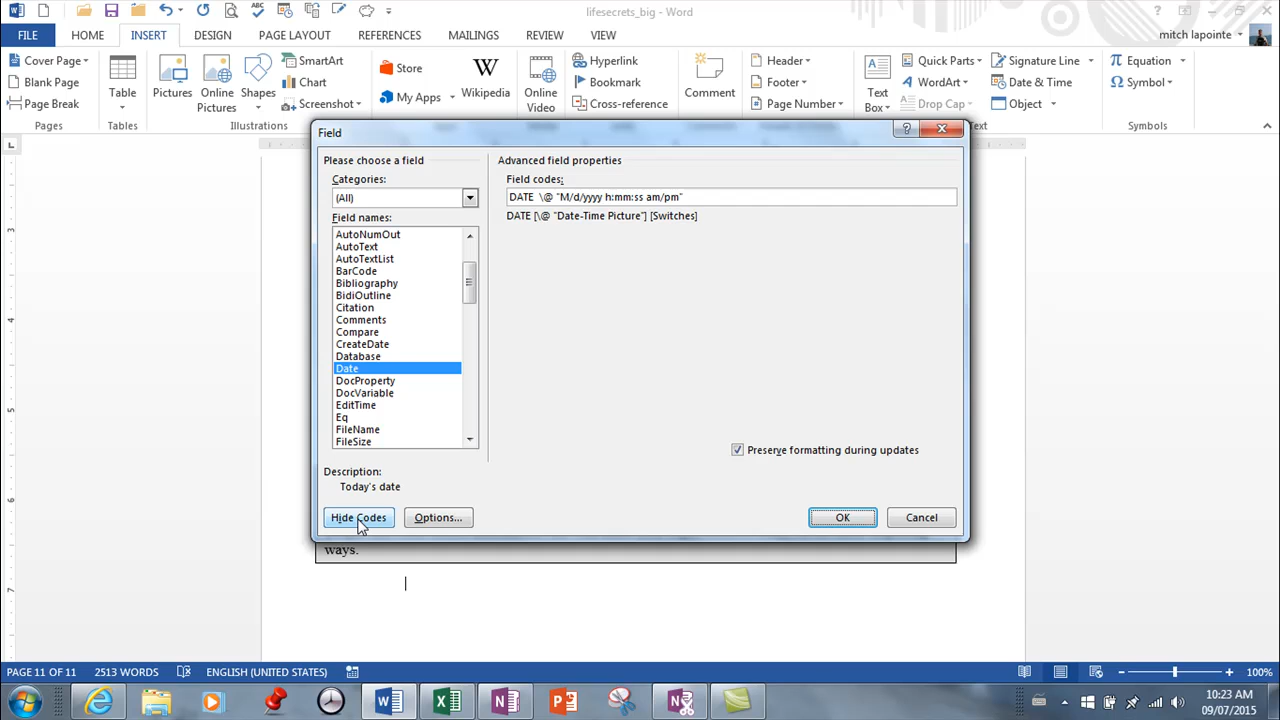 lifesecrets_big - Word
FILE HOME INSERT DESIGN PAGE LAYOUT REFERENCES MAILINGS REVIEW VIEW mitch lapointe
Cover Page
Blank Page
Page Break
Pages
Table
Tables
Pictures
Online Pictures
Shapes
SmartArt
Chart
Screenshot
Illustrations
Store
My Apps
Wikipedia
Online Video
Hyperlink
Bookmark
Cross-reference
Comment
Header
Footer
Page Number
Text Box
Quick Parts
WordArt
Drop Cap
Signature Line
Date & Time
Object
Text
Equation
Symbol
Symbols
Field
Please choose a field
Categories:
(All)
Field names:
AutoNumOut
AutoText
AutoTextList
BarCode
Bibliography
BidiOutline
Citation
Comments
Compare
CreateDate
Database
Date
DocProperty
DocVariable
EditTime
Eq
FileName
FileSize
Advanced field properties
Field codes:
DATE \@ "M/d/yyyy h:mm:ss am/pm"
DATE [\@ "Date-Time Picture"] [Switches]
Preserve formatting during updates
Description:
Today's date
Hide Codes Options... OK Cancel
ways.
3
4
5
6
7
PAGE 11 OF 11 2513 WORDS ENGLISH (UNITED STATES) 100%
10:23 AM
09/07/2015